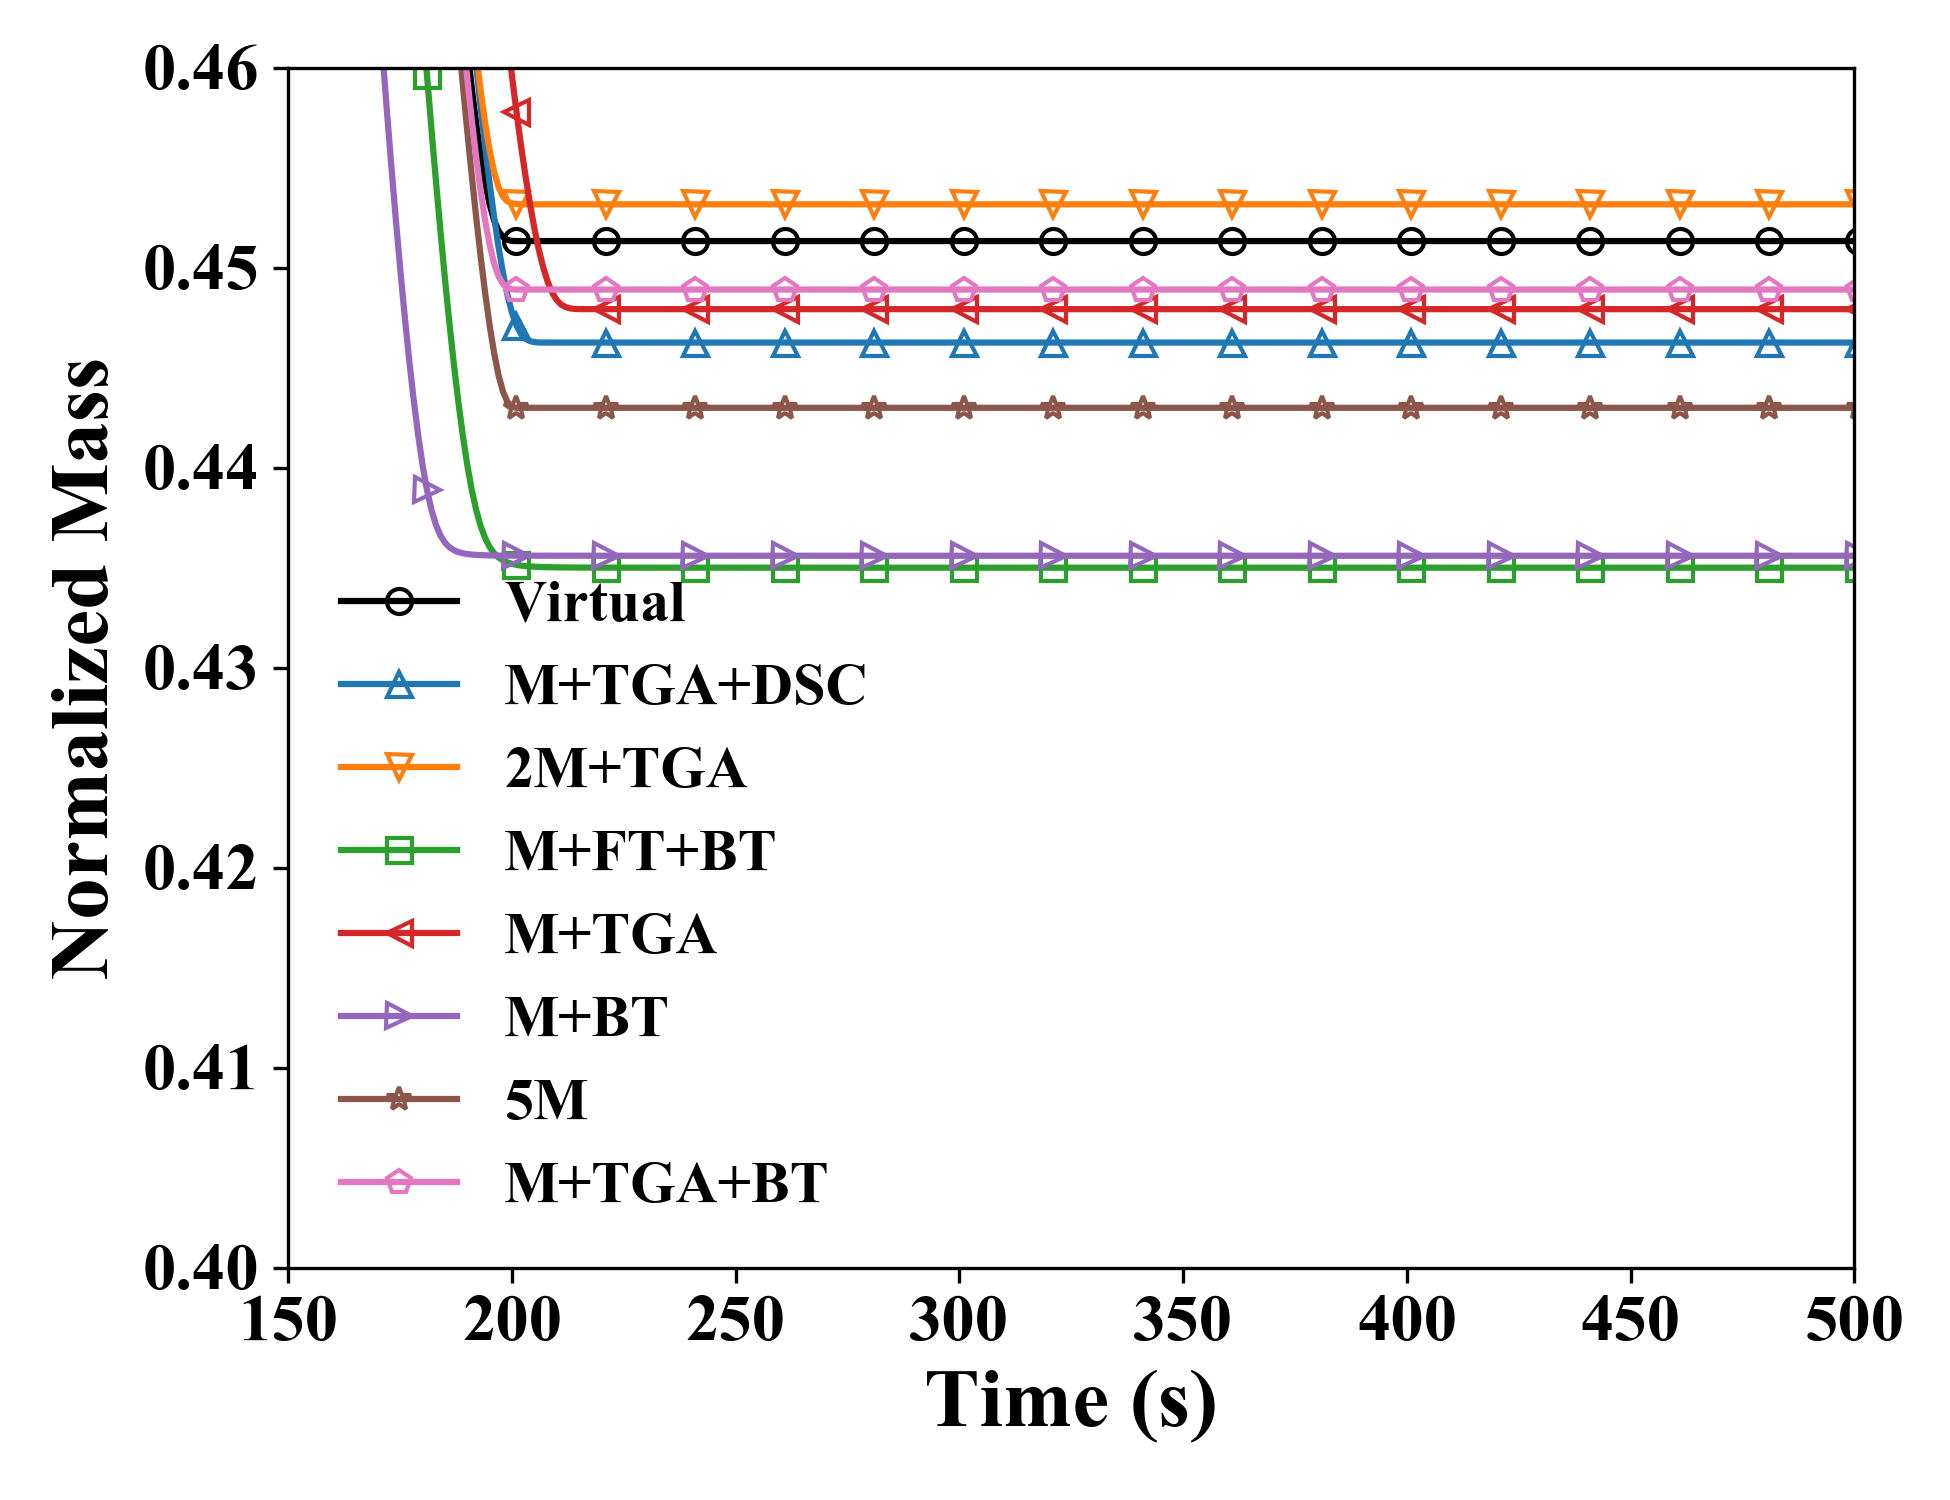 0.46
0.45
0.44
0.43
0.42
0.41
0.40
Normalized Mass
Virtual
M+TGA+DSC
2M+TGA
M+FT+BT
M+TGA
M+BT
5M
M+TGA+BT
150 200 250 300 350 400 450 500
Time (s)